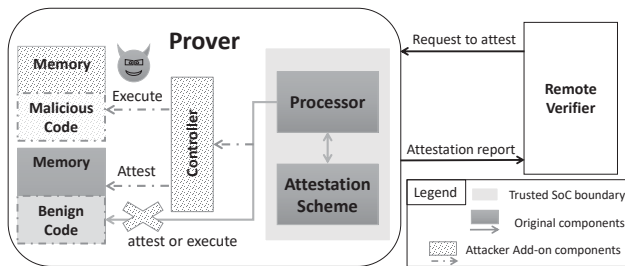 Prover
Memory
Malicious
Code
Execute
Controller
Processor
Attestation
Scheme
Memory
Attest
Benign
Code
attest or execute
Request to attest
Remote
Verifier
Attestation report
Legend
Trusted SoC boundary
Original components
Attacker Add-on components